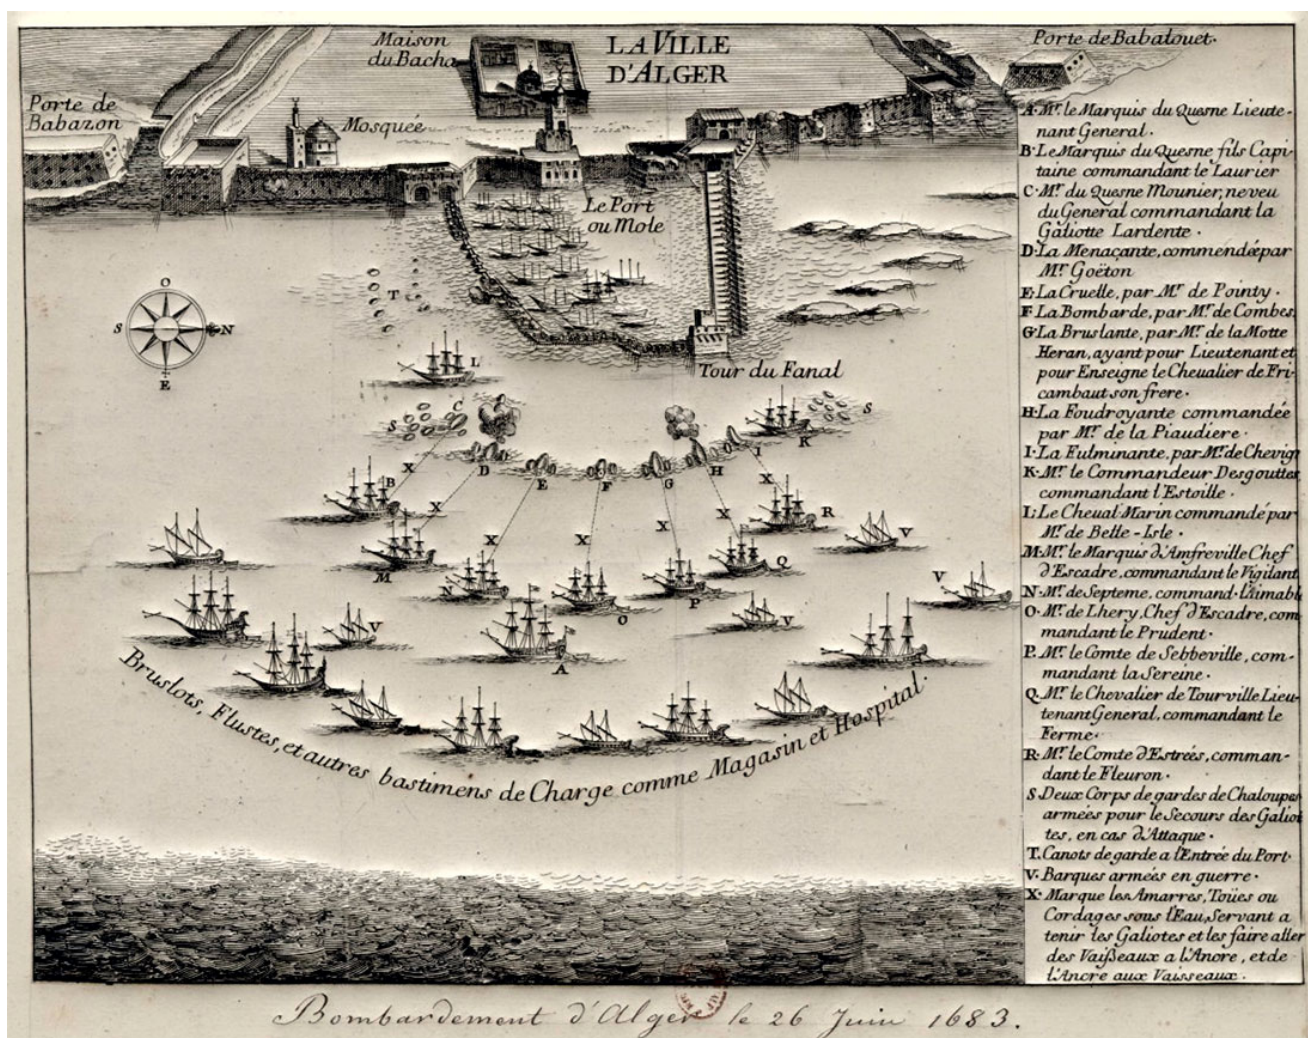 Maison
du Bacha
LA VILLE
D'ALGER
Porte de Babalouet.
Porte de
Babazon
Mosquée
Le Port
ou Mole
Tour du Fanal
O
S
N
E
T
L
S
C
S
K
D
E
F
G
H
I
B
X
X
X
X
X
X
X
R
M
N
O
P
Q
V
V
V
V
A
Bruslots, Flustes, et autres bastimens de Charge comme Magasin et Hospital.
A. Mr. le Marquis du Quesne Lieute-
nant General.
B. Le Marquis du Quesne fils Capi-
taine commandant le Laurier
C. Mr. du Quesne Mounier, neveu
du General commandant la
Galiotte Lardente.
D. La Menaçante, commendée par
Mr. Goëton
E. La Cruelle, par Mr. de Pointy.
F. La Bombarde, par Mr. de Combes.
G. La Bruslante, par Mr. de la Motte
Heran, ayant pour Lieutenant et
pour Enseigne le Cheualier de Fri-
cambaut son frere.
H. La Foudroyante commandée
par Mr. de la Piaudiere.
I. La Fulminante, par Mr. de Chevign
K. Mr. le Commandeur Desgouttes
commandant l'Estoille.
L. Le Cheual Marin commandé par
Mr. de Belle-Isle.
M. Mr. le Marquis d'Amfreville Chef
d'Escadre, commandant le Vigilant
N. Mr. de Septeme, command. l'aimable
O. Mr. de Lhery, Chef d'Escadre, com
mandant le Prudent.
P. Mr. le Comte de Sebbeville, com-
mandant la Sereine.
Q. Mr. le Chevalier de Tourville Lieu-
tenant General, commandant le
Ferme.
R. Mr. le Comte d'Estrées, comman-
dant le Fleuron.
S. Deux Corps de gardes de Chaloupes
armées pour le Secours des Galio
tes, en cas d'Attaque.
T. Canots de garde a l'Entrée du Port.
V. Barques armées en guerre.
X. Marque les Amarres, Toües ou
Cordages sous l'Eau, Servant a
tenir les Galiotes et les faire aller
des Vaißeaux a l'Ancre, et de
l'Ancre aux Vaisseaux.
Bombardement d'Alger le 26 Juin 1683.